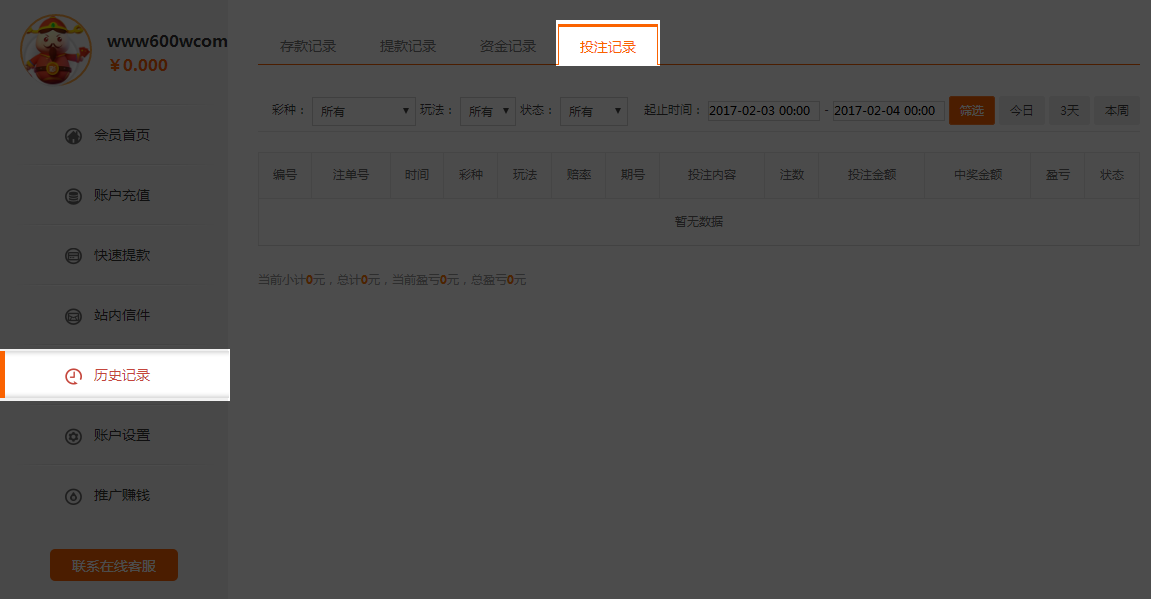 www600wcom
¥0.000
会员首页
账户充值
快速提款
站内信件
历史记录
账户设置
推广赚钱
联系在线客服
存款记录 提款记录 资金记录 投注记录
彩种： 所有 玩法： 所有 状态： 所有 起止时间： 2017-02-03 00:00 - 2017-02-04 00:00 筛选 今日 3天 本周
编号 注单号 时间 彩种 玩法 赔率 期号 投注内容 注数 投注金额 中奖金额 盈亏 状态
暂无数据
当前小计0元，总计0元，当前盈亏0元，总盈亏0元